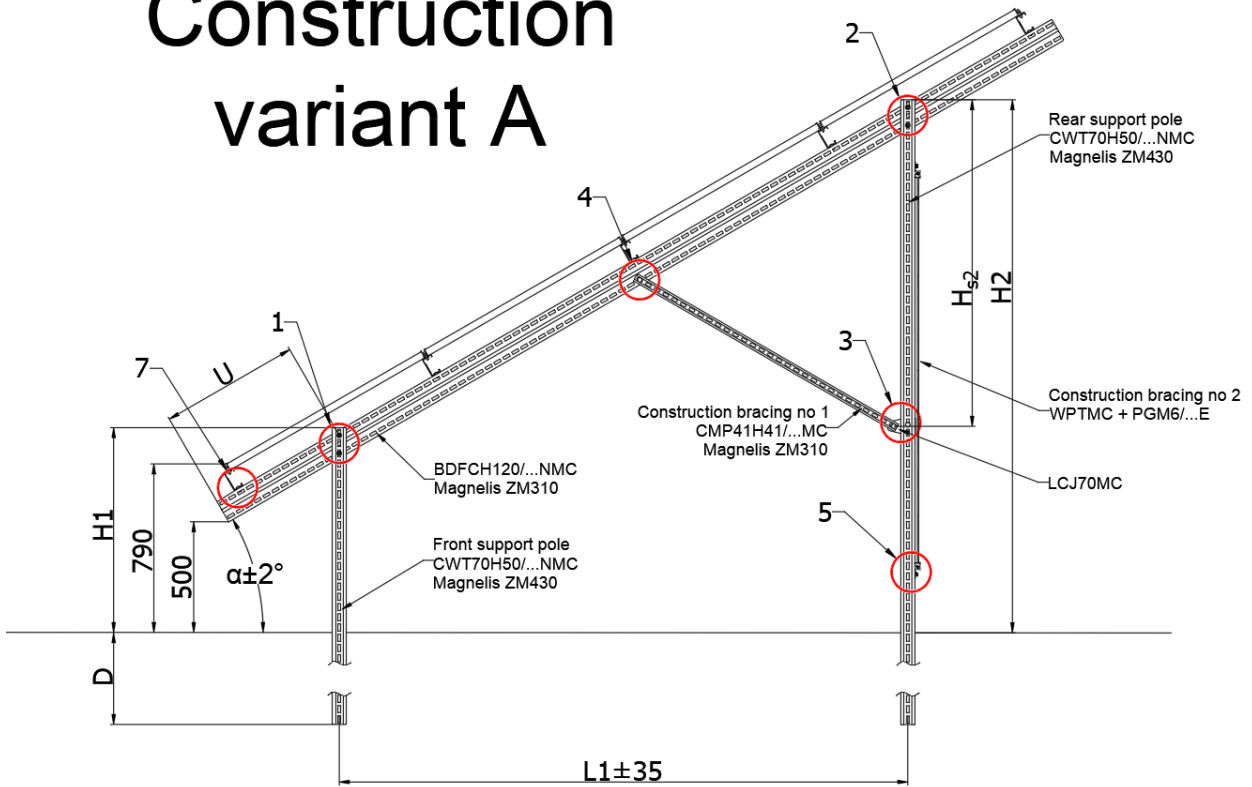 Construction
variant A
2
Rear support pole
CWT70H50/...NMC
Magnelis ZM430
4
Hs2
H2
1
3
7
U
Construction bracing no 2
WPTMC + PGM6/...E
Construction bracing no 1
CMP41H41/...MC
Magnelis ZM310
BDFCH120/...NMC
Magnelis ZM310
LCJ70MC
H1
790
500
α±2°
5
Front support pole
CWT70H50/...NMC
Magnelis ZM430
D
L1±35